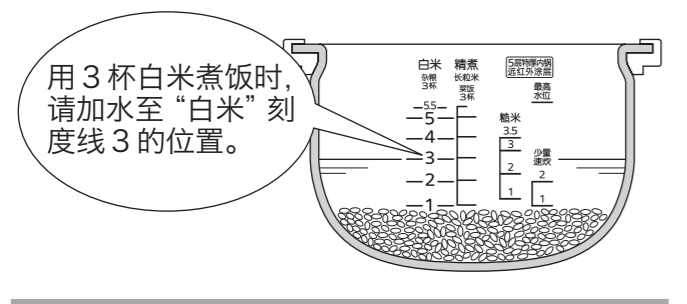 用3杯白米煮饭时,
请加水至“白米”刻
度线3的位置。
白米 精煮
杂粮
3杯
长粒米
菜饭
3杯
5层特厚内锅
远红外涂层
最高
水位
5.5
5
4
3
2
1
糙米
3.5
3
2
1
少量
速炊
2
1